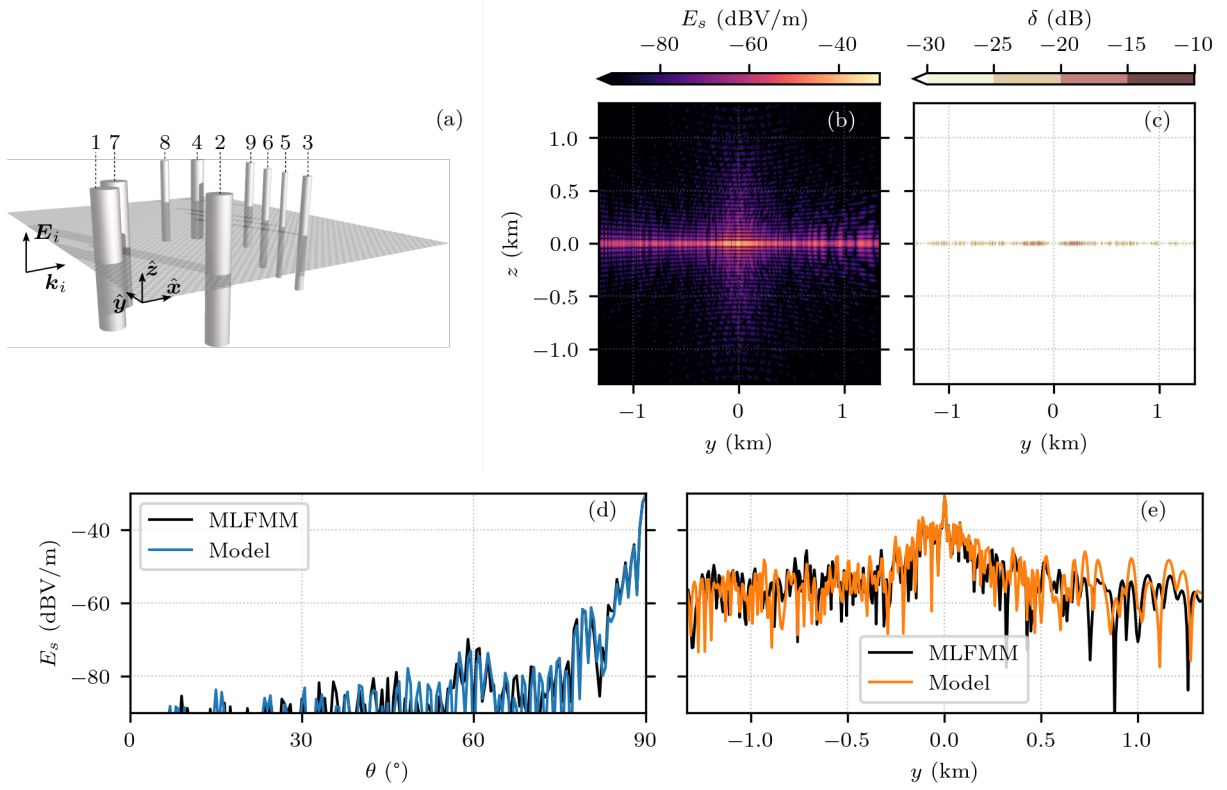 (a)
1 7 8 4 2 9 6 5 3
E_i
k_i
ẑ
ŷ x̂
E_s (dBV/m)
−80 −60 −40
(b)
1.0
0.5
0.0
−0.5
−1.0
z (km)
−1 0 1
y (km)
δ (dB)
−30 −25 −20 −15 −10
(c)
−1 0 1
y (km)
(d)
MLFMM
Model
−40
−60
−80
E_s (dBV/m)
0 30 60 90
θ (°)
(e)
MLFMM
Model
−1.0 −0.5 0.0 0.5 1.0
y (km)